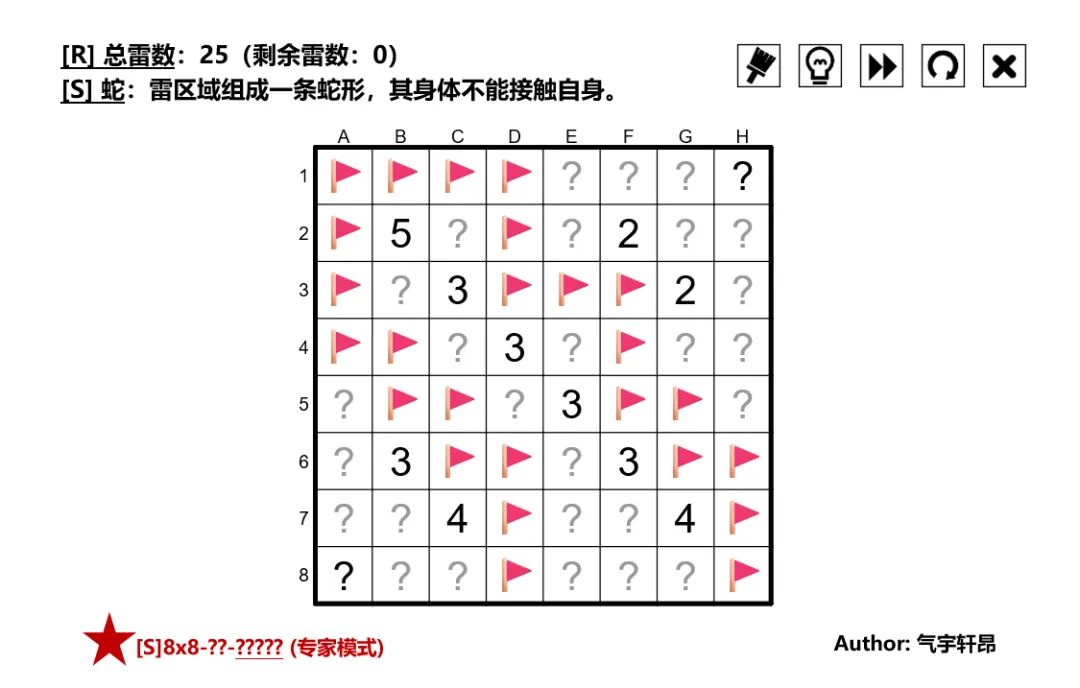 [R] 总雷数：25（剩余雷数：0）
[S] 蛇：雷区域组成一条蛇形，其身体不能接触自身。
A B C D E F G H
1 ? ? ? ?
2 5 ? ? 2 ? ?
3 ? 3 2 ?
4 ? 3 ? ? ?
5 ? ? 3 ?
6 ? 3 ? 3
7 ? ? 4 ? ? 4
8 ? ? ? ? ? ?
[S]8x8-??-????? (专家模式)
Author: 气宇轩昂